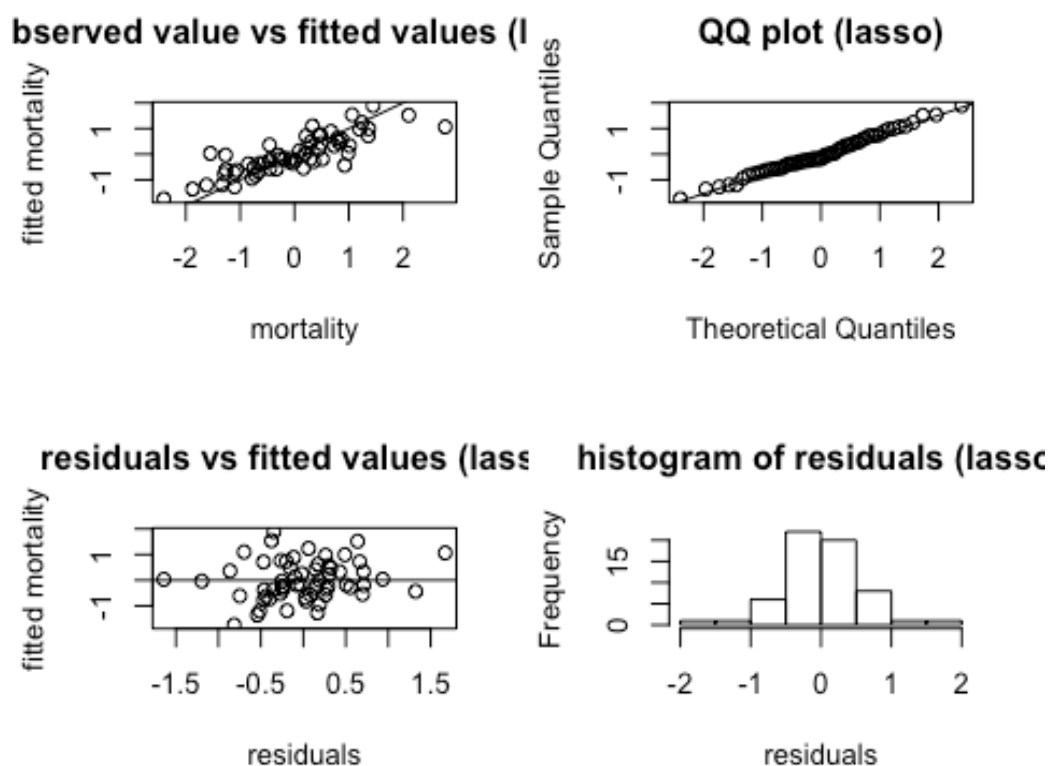 bserved value vs fitted values (l
fitted mortality
1
-1
-2 -1 0 1 2
mortality
QQ plot (lasso)
Sample Quantiles
1
-1
-2 -1 0 1 2
Theoretical Quantiles
residuals vs fitted values (lass
fitted mortality
1
-1
-1.5 -0.5 0.5 1.5
residuals
histogram of residuals (lasso
Frequency
15
0
-2 -1 0 1 2
residuals